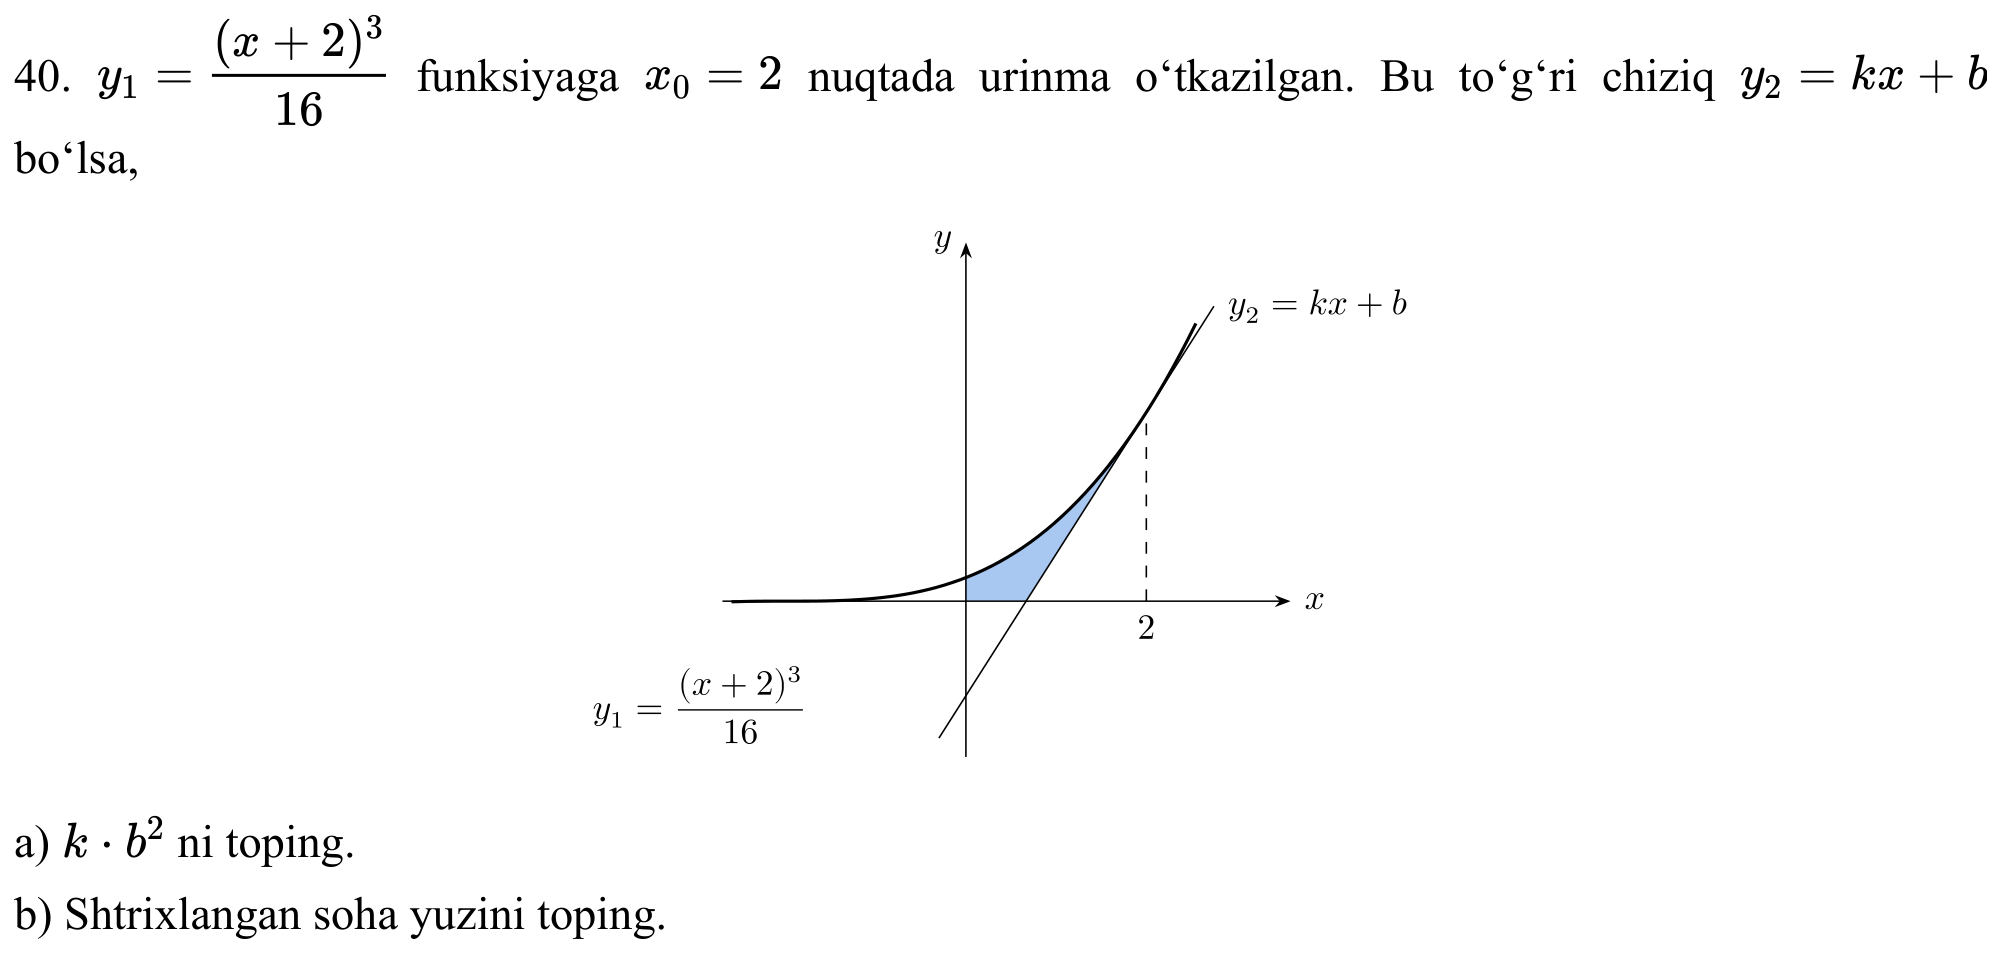 40. y₁ = (x + 2)³/16 funksiyaga x₀ = 2 nuqtada urinma o‘tkazilgan. Bu to‘g‘ri chiziq y₂ = kx + b
bo‘lsa,
y
y₂ = kx + b
x
2
y₁ = (x + 2)³/16
a) k · b² ni toping.
b) Shtrixlangan soha yuzini toping.